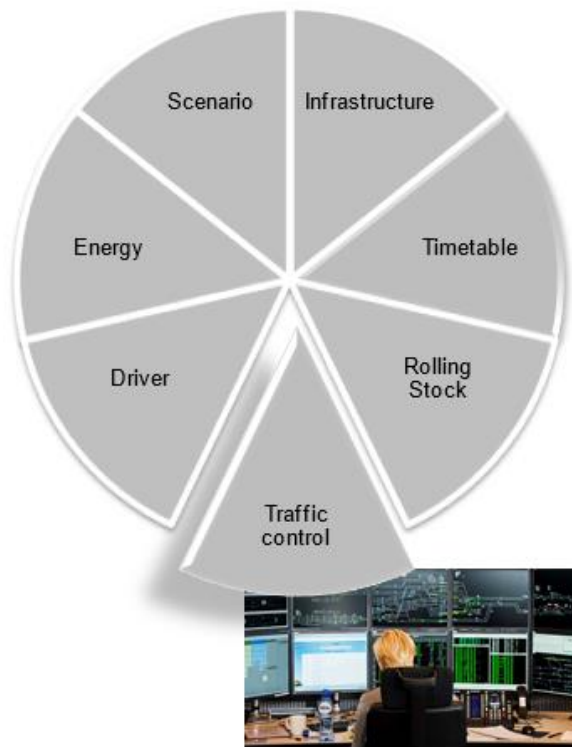 Scenario
Infrastructure
Energy
Timetable
Driver
Rolling
Stock
Traffic
control